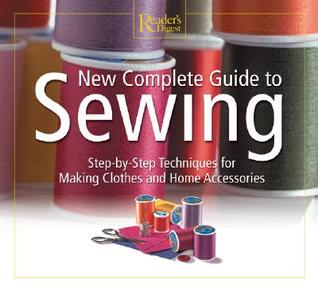 Reader's
Digest
New Complete Guide to
Sewing
Step-by-Step Techniques for
Making Clothes and Home Accessories